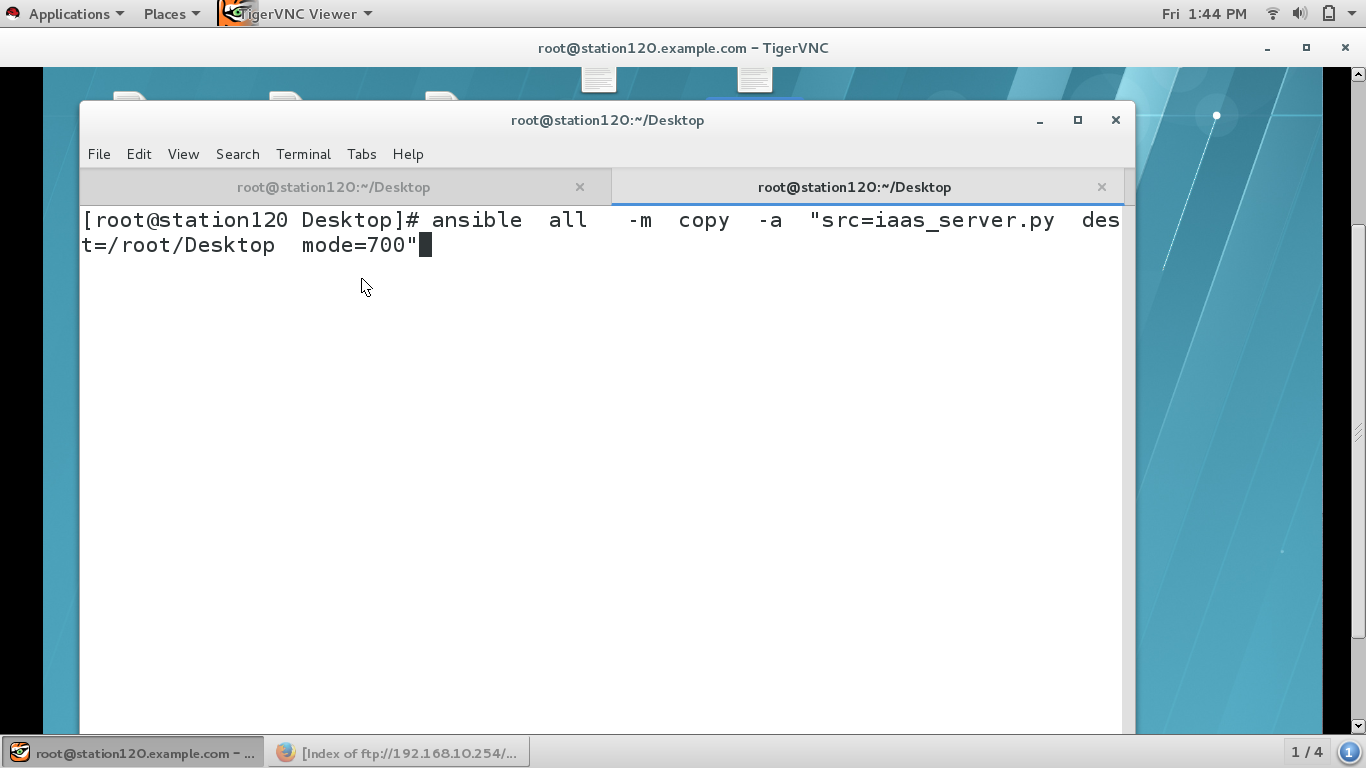 Applications
Places
TigerVNC Viewer
Fri 1:44 PM
root@station120.example.com - TigerVNC
root@station120:~/Desktop
File Edit View Search Terminal Tabs Help
root@station120:~/Desktop
root@station120:~/Desktop
[root@station120 Desktop]# ansible  all   -m  copy  -a  "src=iaas_server.py  des
t=/root/Desktop  mode=700"
root@station120.example.com - ...
[Index of ftp://192.168.10.254/...
1 / 4
1